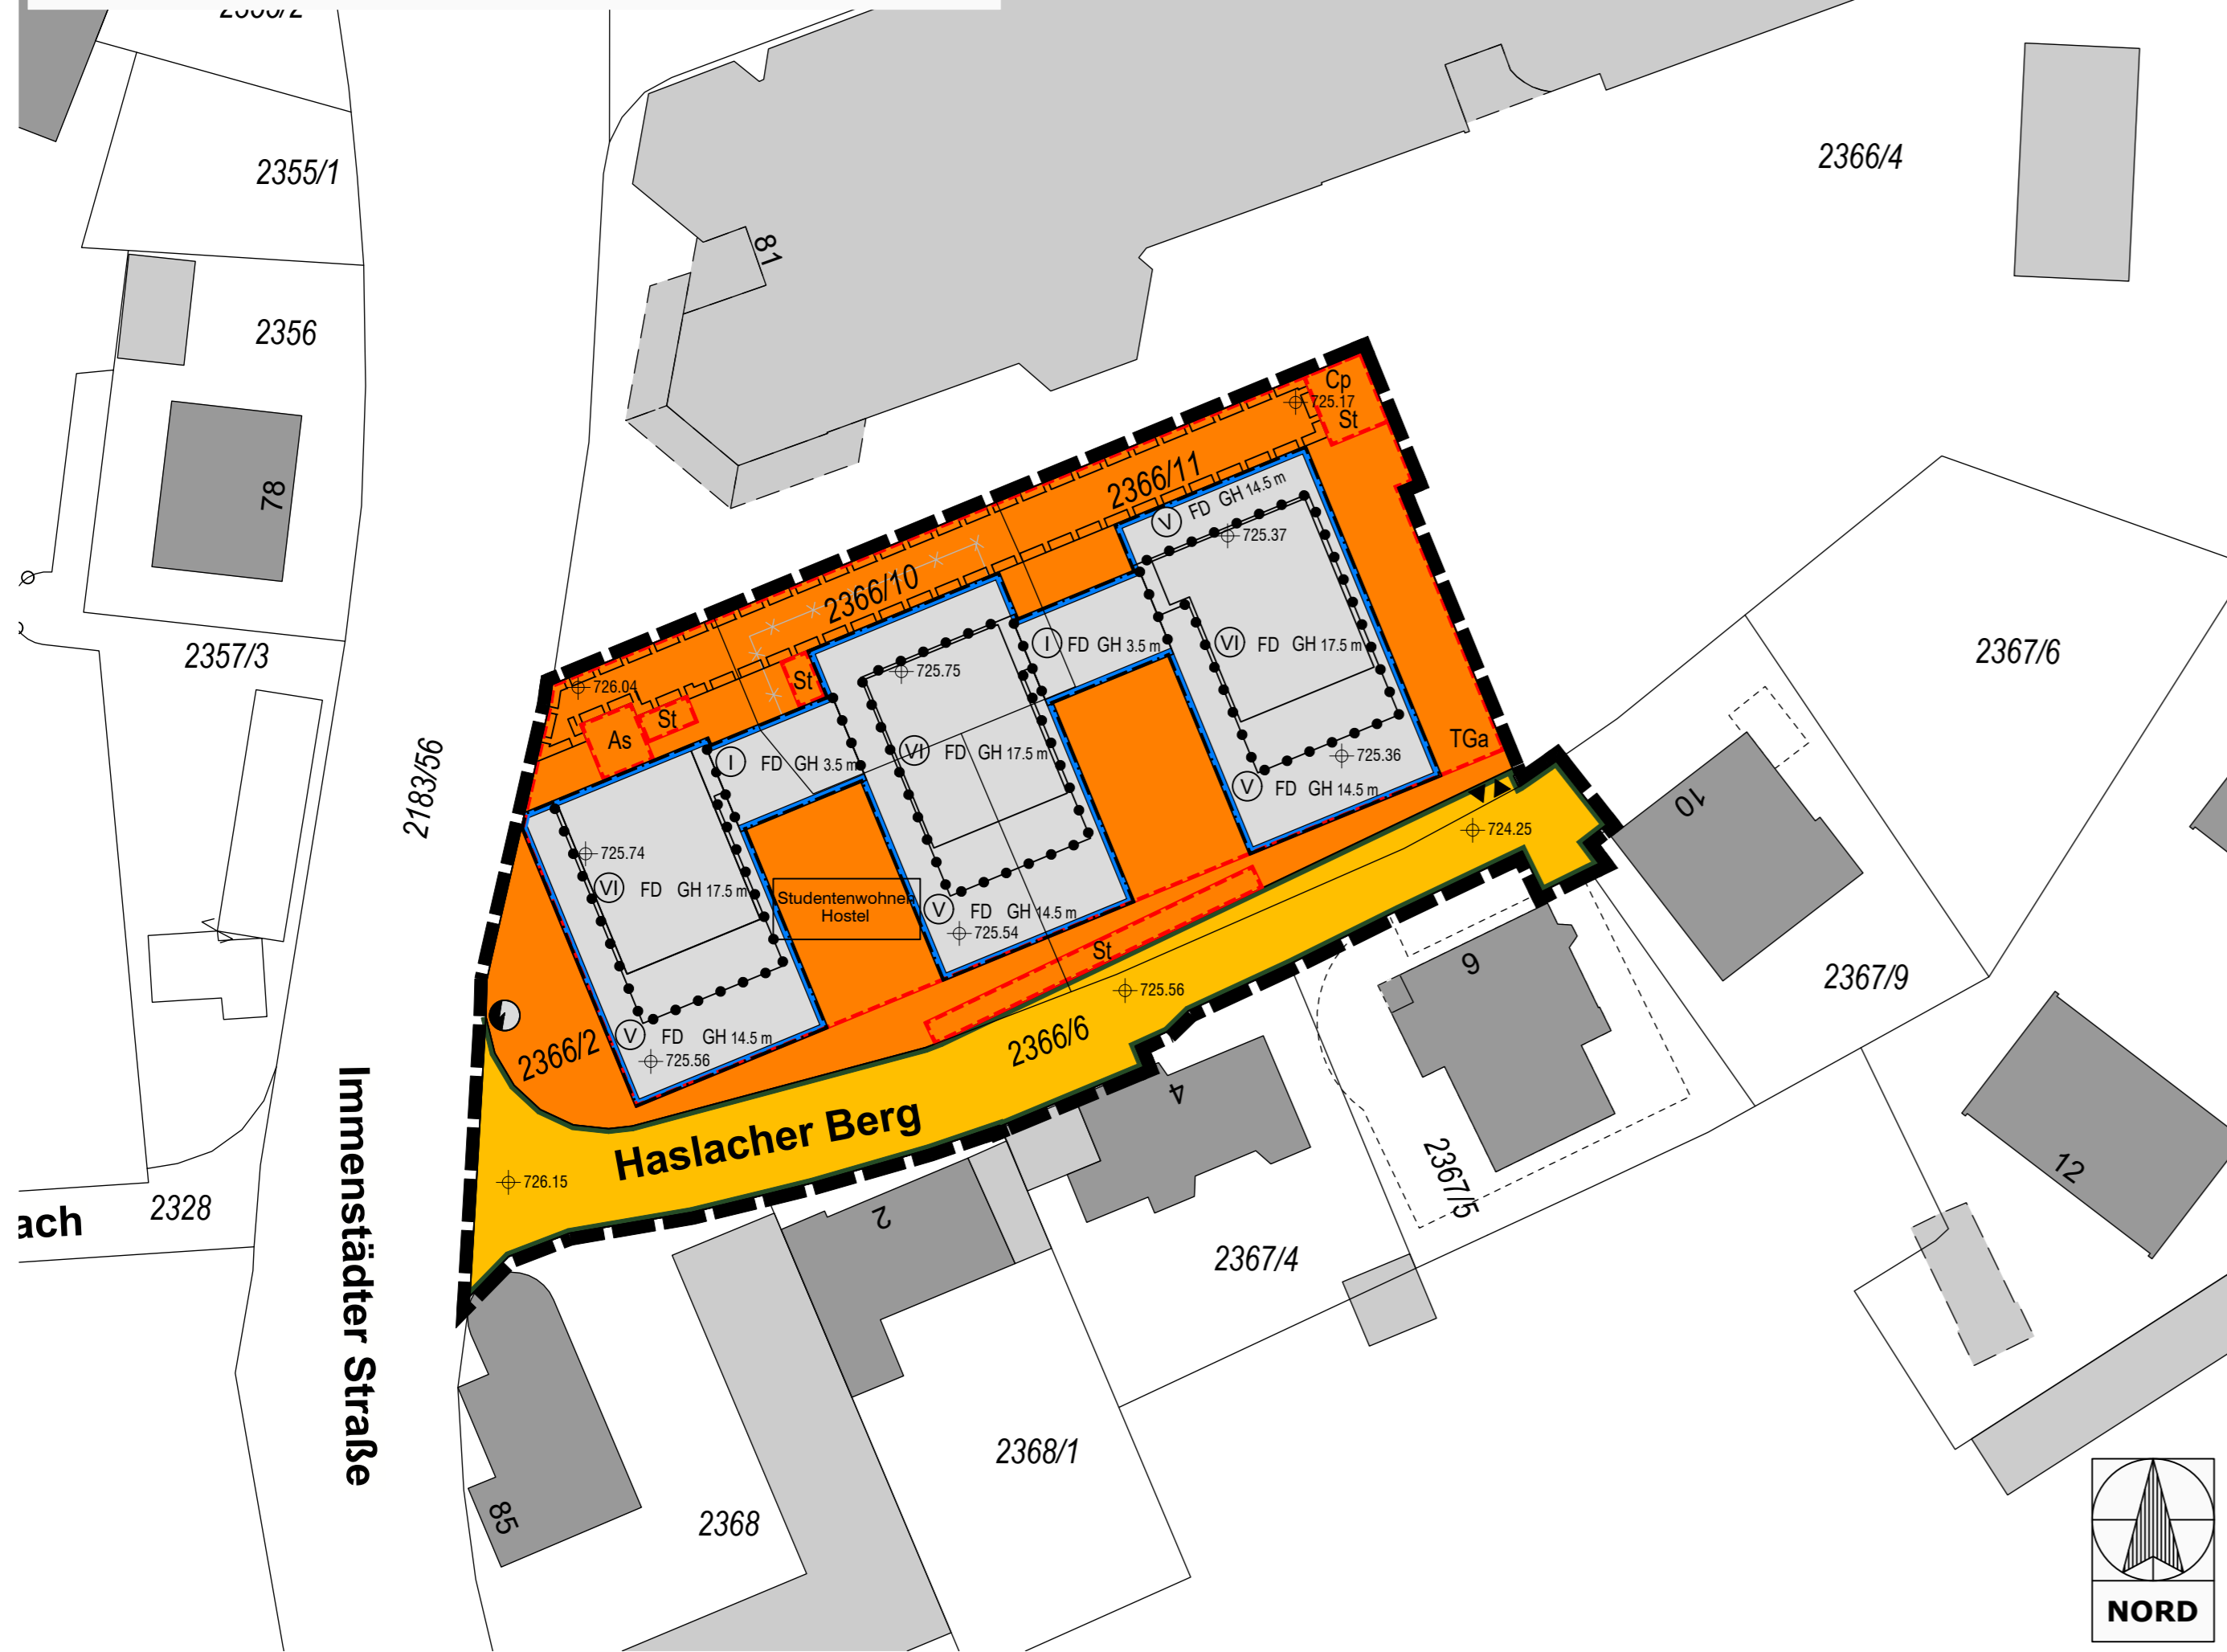 2355/1
2366/4
81
2356
Cp
725.17
St
2366/11
78
V FD GH 14.5 m
725.37
2366/10
I FD GH 3.5 m
VI FD GH 17.5 m
2357/3
2367/6
726.04
725.75
St
St
As
TGa
I FD GH 3.5 m
VI FD GH 17.5 m
725.36
V FD GH 14.5 m
2183/56
10
724.25
725.74
VI FD GH 17.5 m
Studentenwohnen
Hostel
V FD GH 14.5 m
725.54
St
6
2367/9
725.56
2366/2
V FD GH 14.5 m
725.56
2366/6
4
Haslacher Berg
2367/5
12
726.15
ach
2328
2
Immenstädter Straße
2367/4
2368/1
85
2368
NORD